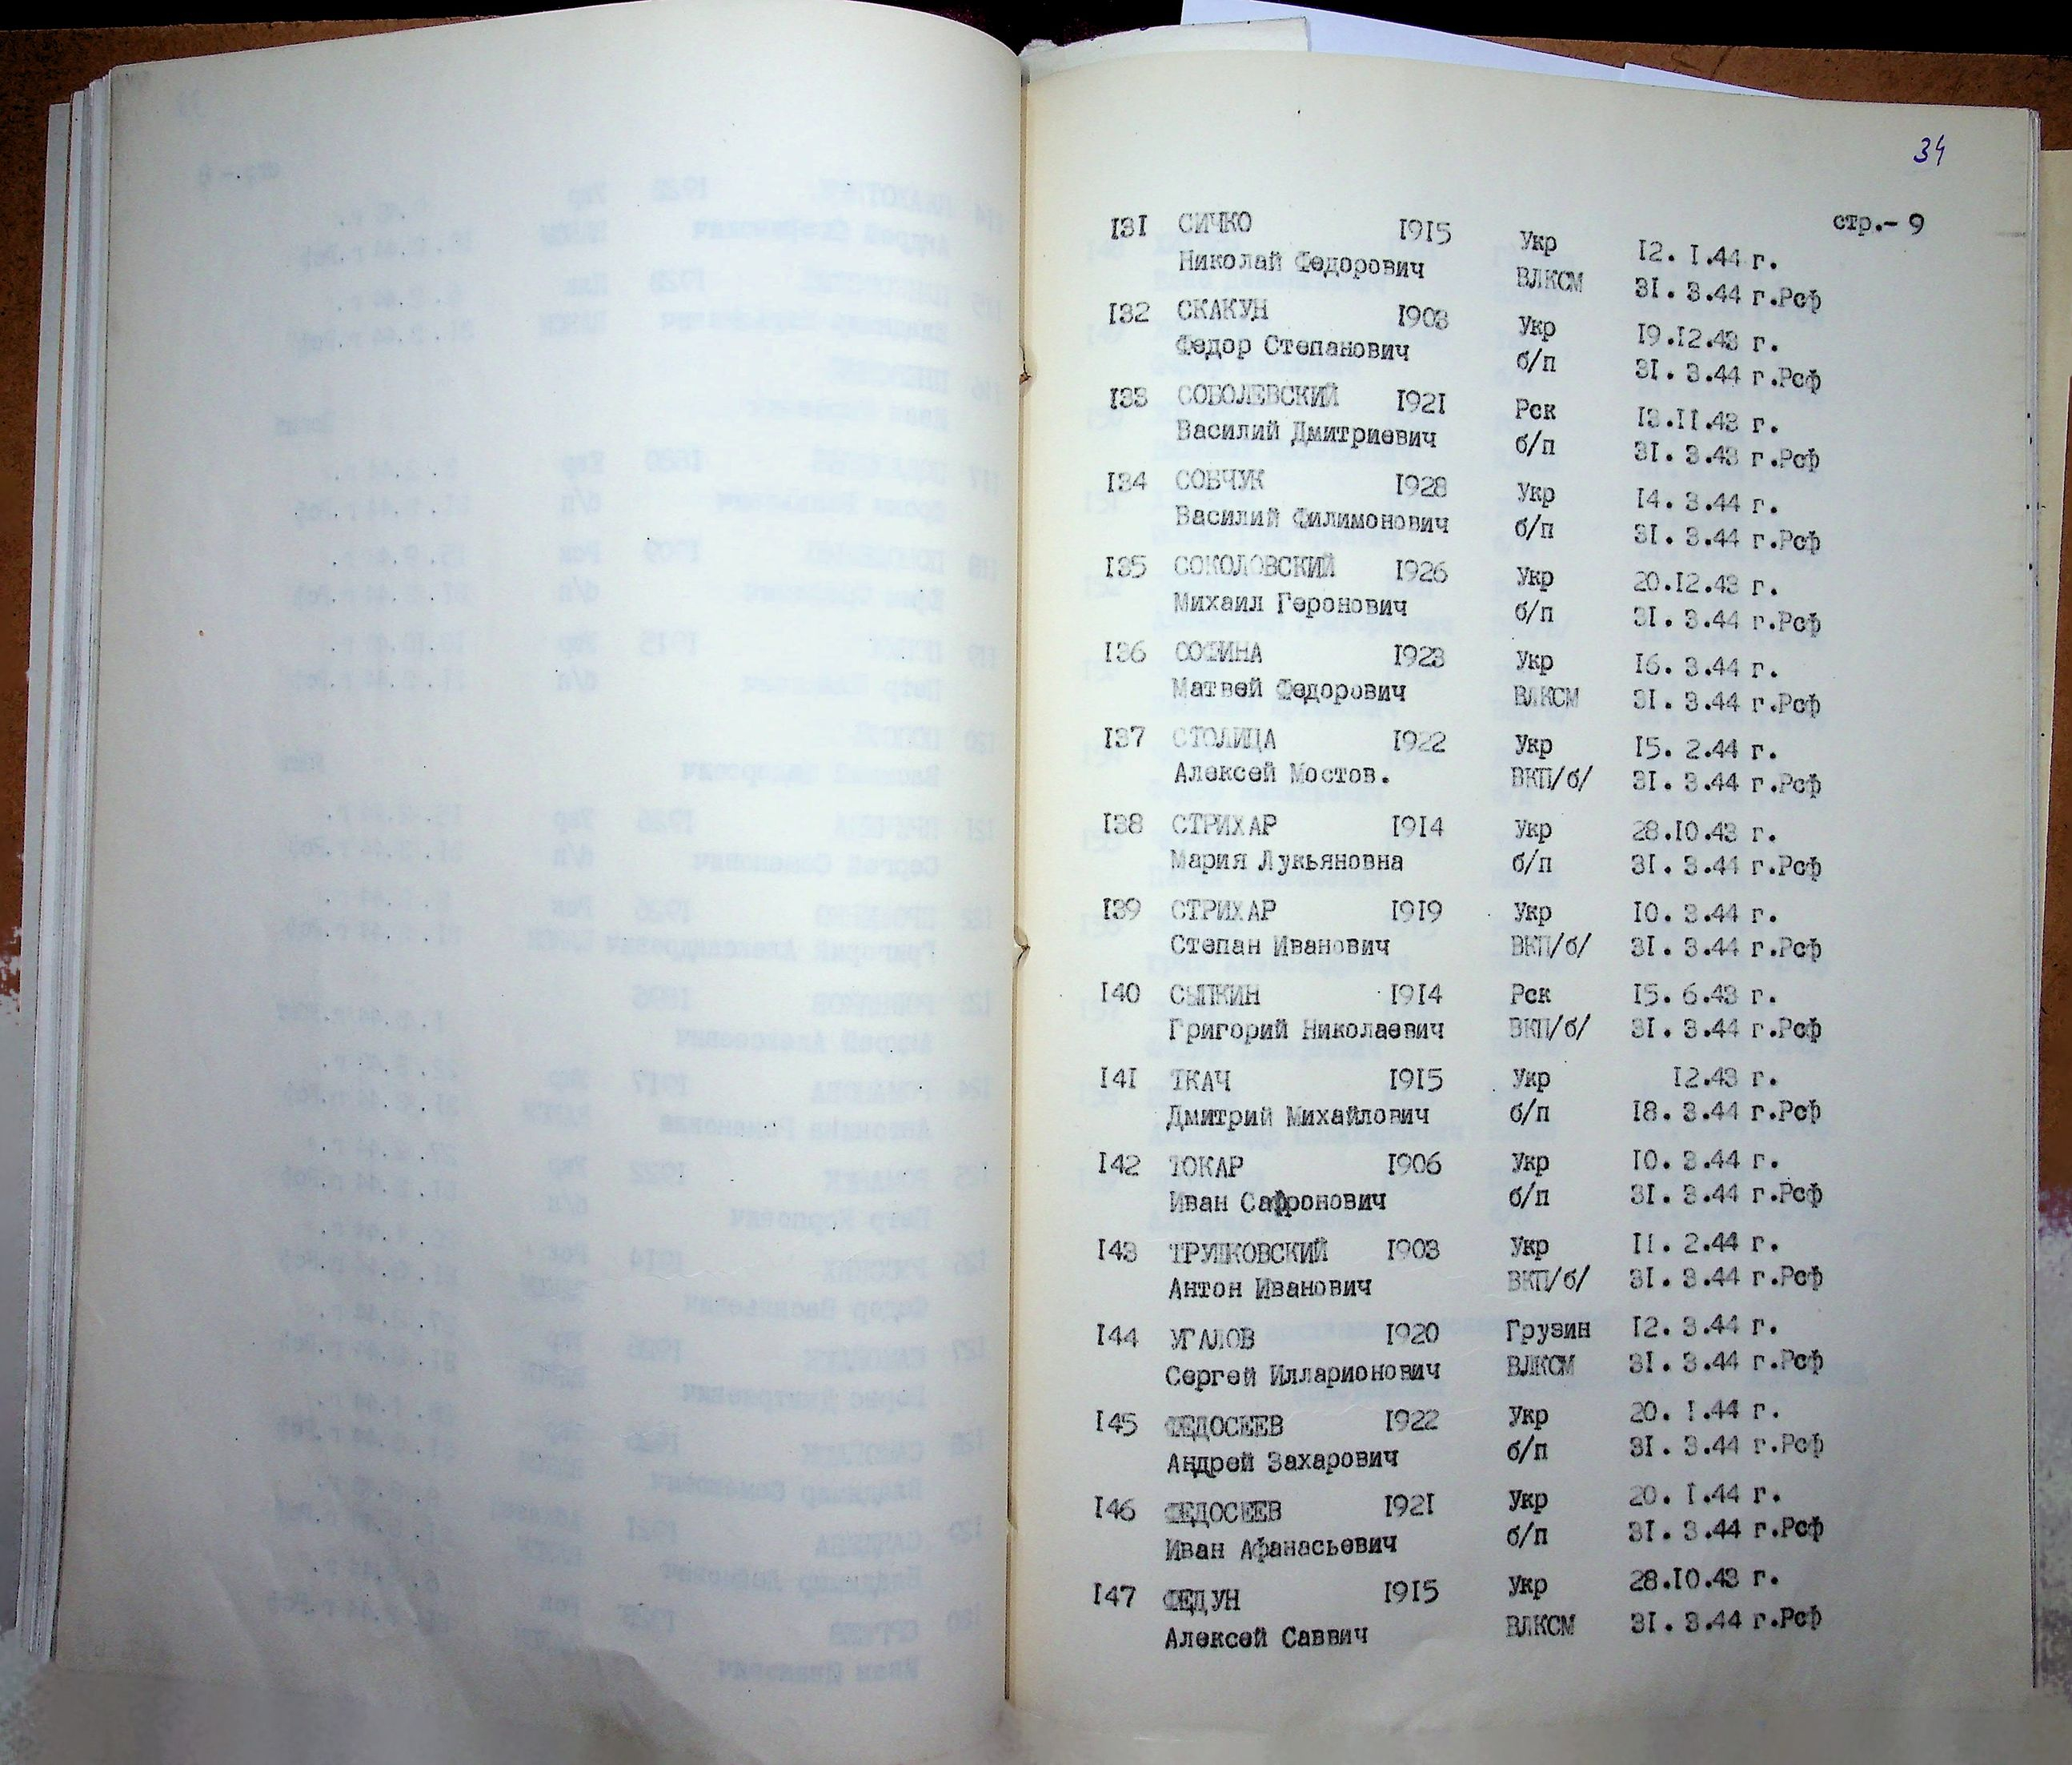 34
стр.- 9
131 СИЧКО 1915 Укр 12. 1.44 г.
Николай Федорович ВЛКСМ 31. 3.44 г.Рсф
132 СКАКУН 1903 Укр 19.12.43 г.
Федор Степанович б/п 31. 3.44 г.Рсф
133 СОБОЛЕВСКИЙ 1921 Рск 13.11.43 г.
Василий Дмитриевич б/п 31. 3.43 г.Рсф
134 СОВЧУК 1928 Укр 14. 3.44 г.
Василий Филимонович б/п 31. 3.44 г.Рсф
135 СОКОЛОВСКИЙ 1926 Укр 20.12.43 г.
Михаил Геронович б/п 31. 3.44 г.Рсф
136 СОФИНА 1923 Укр 16. 3.44 г.
Матвей Федорович ВЛКСМ 31. 3.44 г.Рсф
137 СТОЛИЦА 1922 Укр 15. 2.44 г.
Алексей Мостов. ВКП/б/ 31. 3.44 г.Рсф
138 СТРИХАР 1914 Укр 28.10.43 г.
Мария Лукьяновна б/п 31. 3.44 г.Рсф
139 СТРИХАР 1919 Укр 10. 3.44 г.
Степан Иванович ВКП/б/ 31. 3.44 г.Рсф
140 СЫПКИН 1914 Рск 15. 6.43 г.
Григорий Николаевич ВКП/б/ 31. 3.44 г.Рсф
141 ТКАЧ 1915 Укр 12.43 г.
Дмитрий Михайлович б/п 18. 3.44 г.Рсф
142 ТОКАР 1906 Укр 10. 3.44 г.
Иван Сафронович б/п 31. 3.44 г.Рсф
143 ТРУШКОВСКИЙ 1903 Укр 11. 2.44 г.
Антон Иванович ВКП/б/ 31. 3.44 г.Рсф
144 УГАЛОВ 1920 Грузин 12. 3.44 г.
Сергей Илларионович ВЛКСМ 31. 3.44 г.Рсф
145 ФЕДОСЕЕВ 1922 Укр 20. 1.44 г.
Андрей Захарович б/п 31. 3.44 г.Рсф
146 ФЕДОСЕЕВ 1921 Укр 20. 1.44 г.
Иван Афанасьевич б/п 31. 3.44 г.Рсф
147 ФЕДУН 1915 Укр 28.10.43 г.
Алексей Саввич ВЛКСМ 31. 3.44 г.Рсф